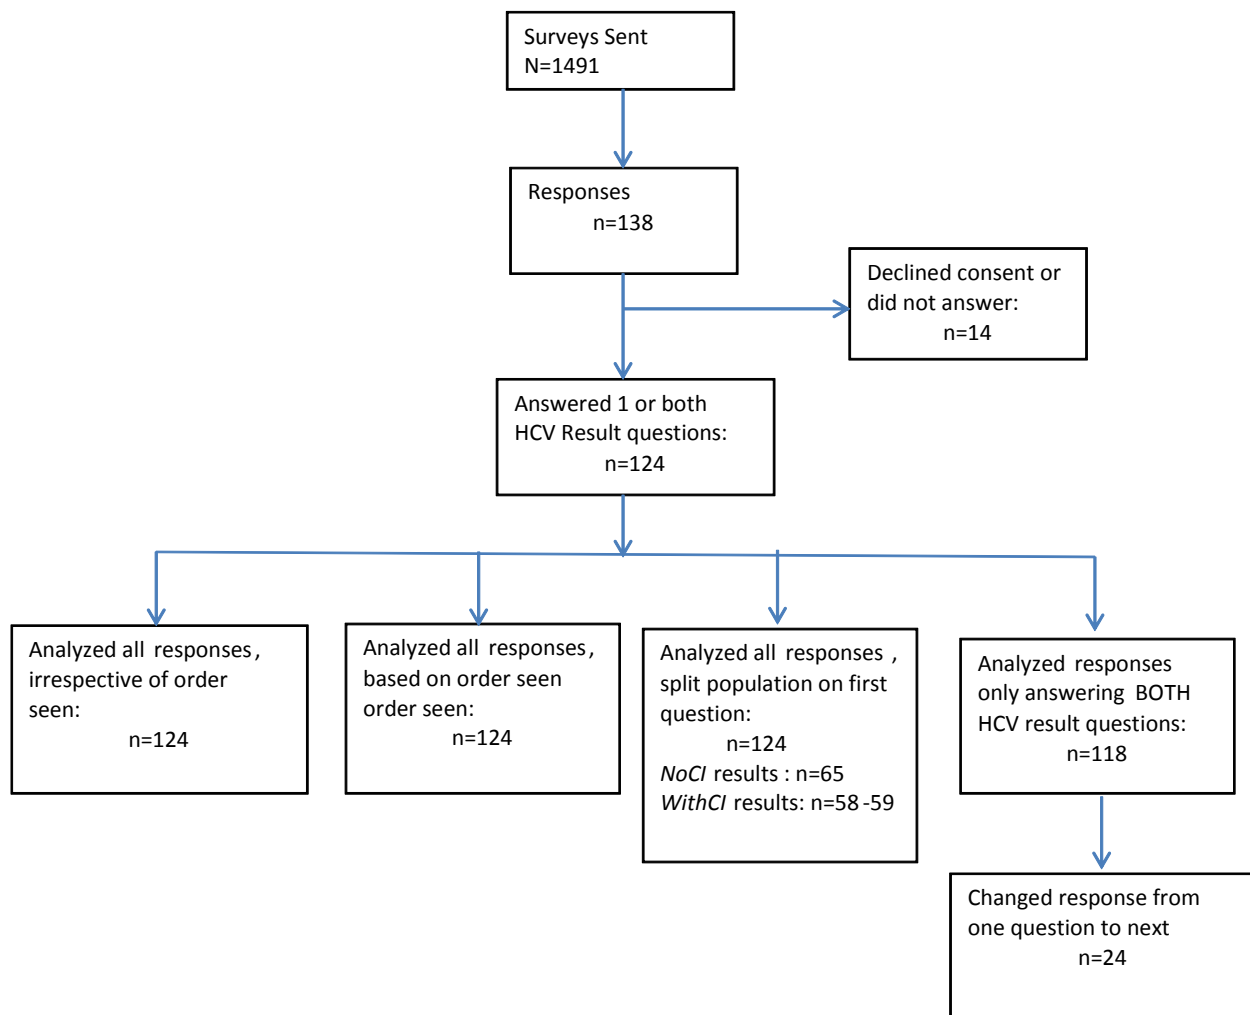 Surveys Sent
N=1491
Responses
n=138
Declined consent or
did not answer:
n=14
Answered 1 or both
HCV Result questions:
n=124
Analyzed all responses,
irrespective of order
seen:
n=124
Analyzed all responses,
based on order seen
order seen:
n=124
Analyzed all responses ,
split population on first
question:
n=124
NoCI results : n=65
WithCI results: n=58-59
Analyzed responses
only answering BOTH
HCV result questions:
n=118
Changed response from
one question to next
n=24